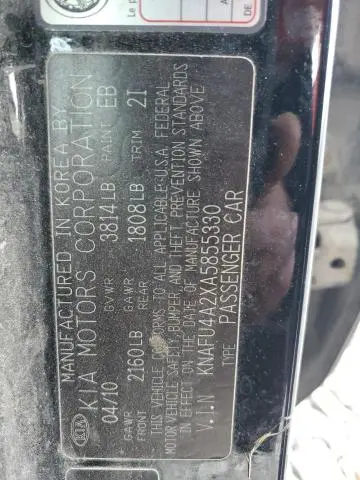 MANUFACTURED IN KOREA BY
KIA KIA MOTORS CORPORATION
04/10 GVWR 3814LB PAINT EB
GAWR FRONT 2160LB GAWR REAR 1808LB TRIM 2I
THIS VEHICLE CONFORMS TO ALL APPLICABLE U.S.A. FEDERAL
MOTOR VEHICLE SAFETY, BUMPER, AND THEFT PREVENTION STANDARDS
IN EFFECT ON THE DATE OF MANUFACTURE SHOWN ABOVE
V.I.N KNAFU4A2XA5855330
TYPE PASSENGER CAR